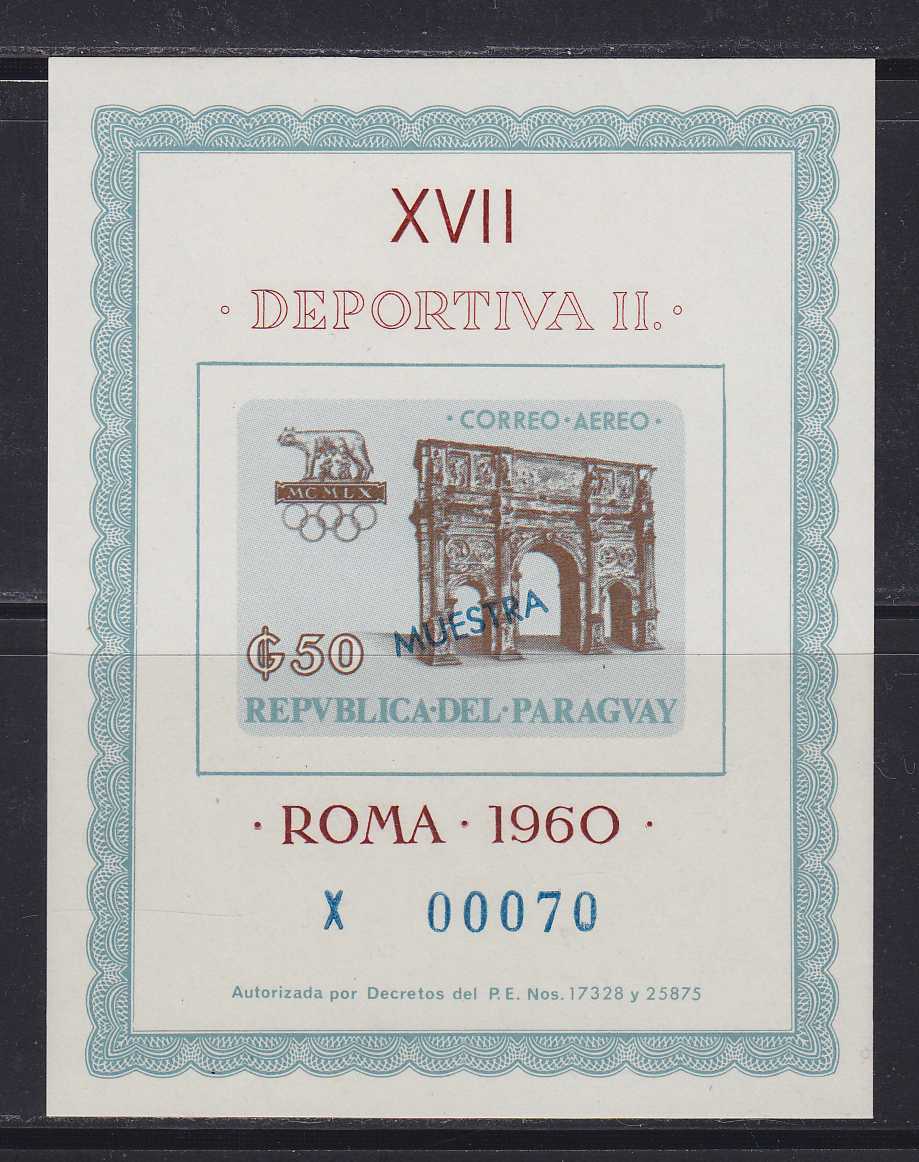 XVII
· DEPORTIVA II. ·
· CORREO · AEREO ·
MCMLX
MUESTRA
₲50
REPVBLICA·DEL·PARAGVAY
· ROMA · 1960 ·
X 00070
Autorizada por Decretos del P.E. Nos. 17328 y 25875